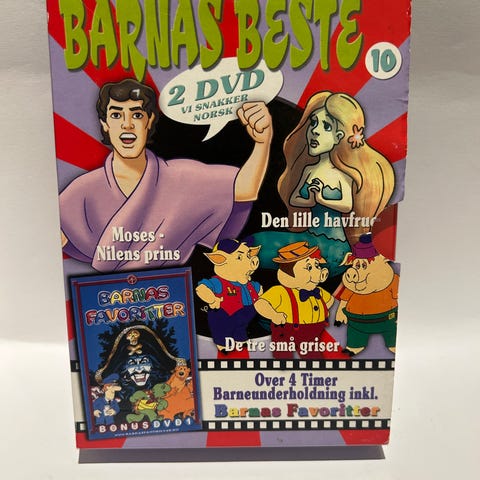 BARNAS BESTE
10
2 DVD
VI SNAKKER
NORSK
Den lille havfrue
Moses -
Nilens prins
BARNAS
FAVORITTER
De tre små griser
Over 4 Timer
Barneunderholdning inkl.
Barnas Favoritter
BONUS DVD 1